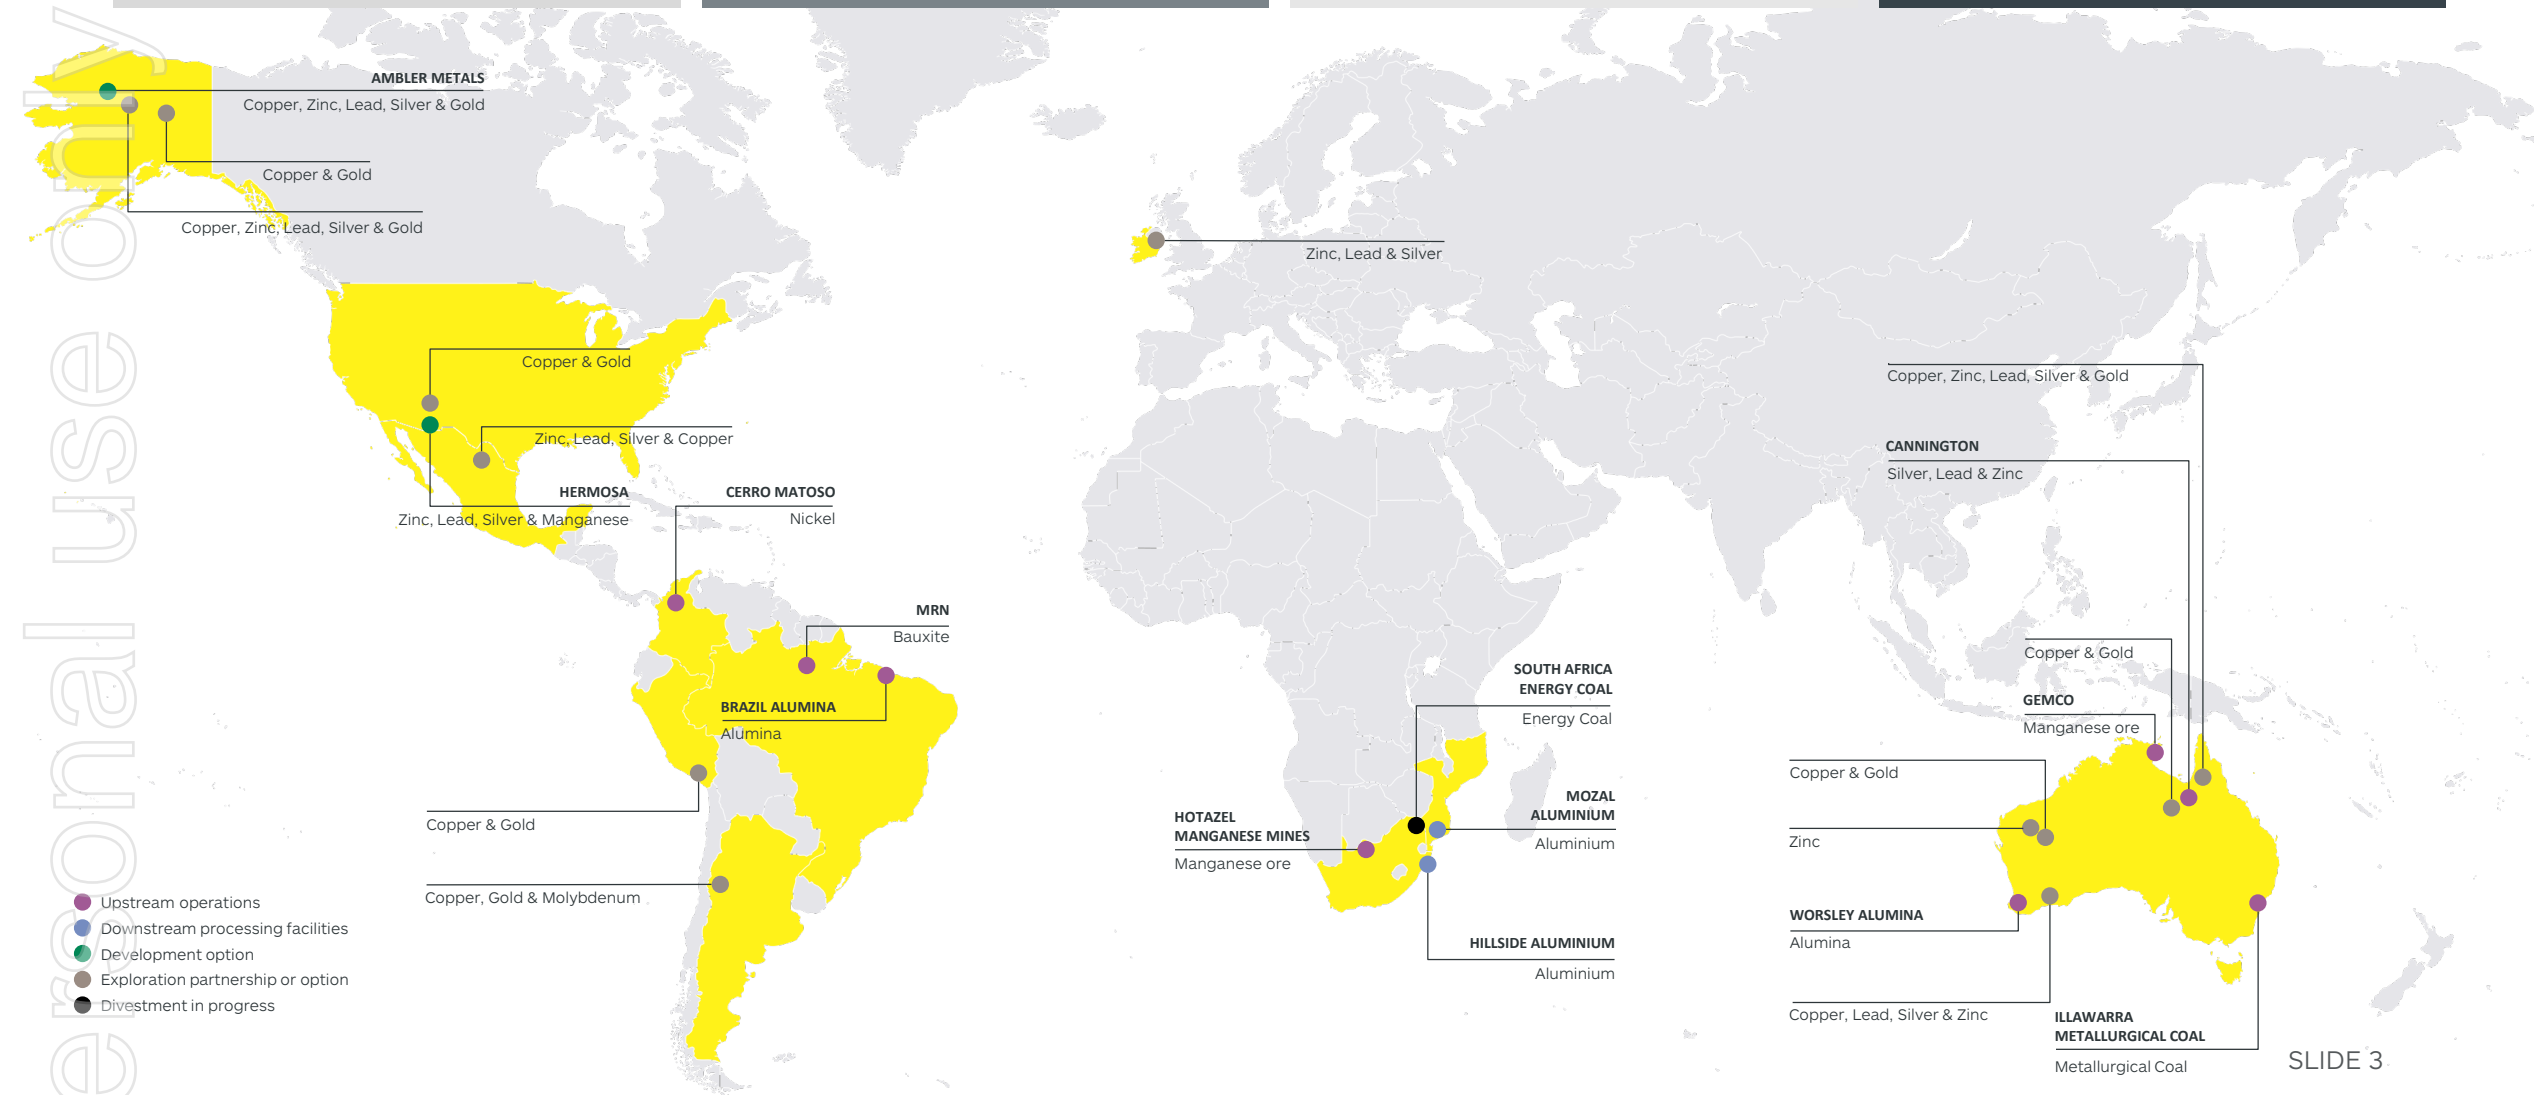 AMBLER METALS
Copper, Zinc, Lead, Silver & Gold
Copper & Gold
Copper, Zinc, Lead, Silver & Gold
Copper & Gold
Zinc, Lead, Silver & Copper
HERMOSA
Zinc, Lead, Silver & Manganese
CERRO MATOSO
Nickel
MRN
Bauxite
BRAZIL ALUMINA
Alumina
Copper & Gold
Copper, Gold & Molybdenum
Upstream operations
Downstream processing facilities
Development option
Exploration partnership or option
Divestment in progress
Zinc, Lead & Silver
SOUTH AFRICA
ENERGY COAL
Energy Coal
MOZAL
ALUMINIUM
Aluminium
HOTAZEL
MANGANESE MINES
Manganese ore
HILLSIDE ALUMINIUM
Aluminium
Copper, Zinc, Lead, Silver & Gold
CANNINGTON
Silver, Lead & Zinc
Copper & Gold
GEMCO
Manganese ore
Copper & Gold
Zinc
WORSLEY ALUMINA
Alumina
Copper, Lead, Silver & Zinc
ILLAWARRA
METALLURGICAL COAL
Metallurgical Coal
SLIDE 3
ersonal use only